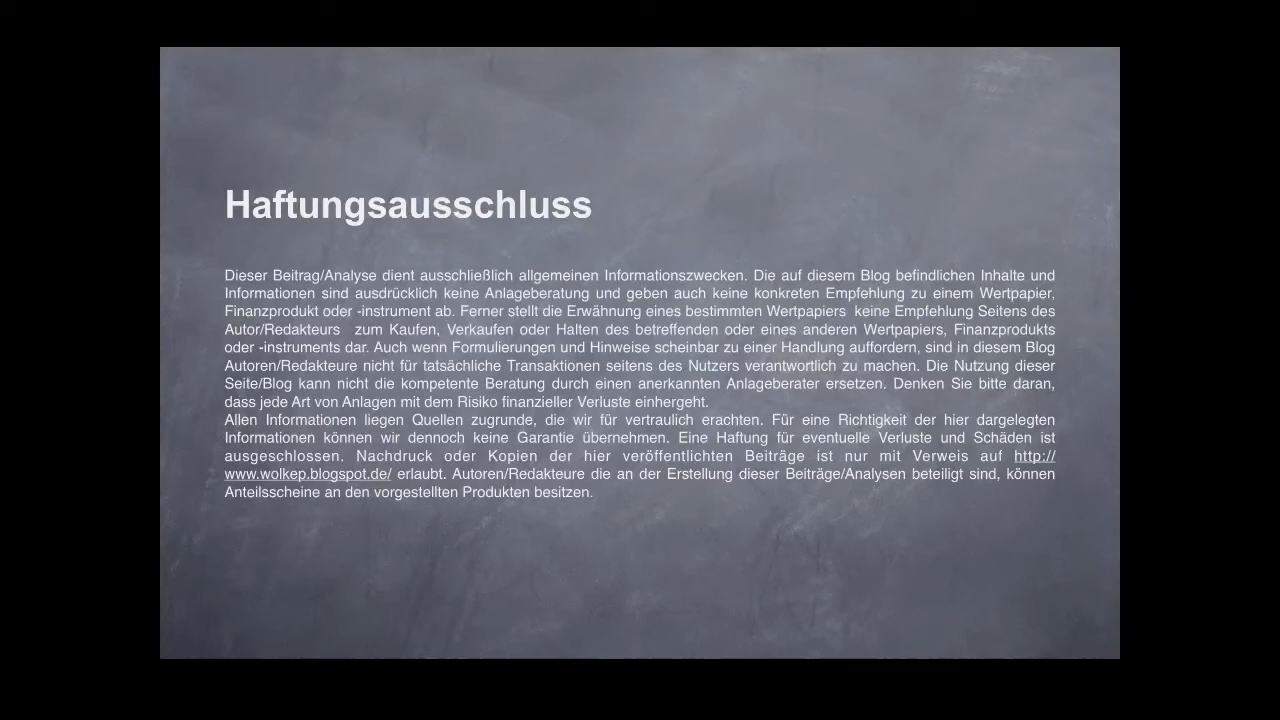 Haftungsausschluss
Dieser Beitrag/Analyse dient ausschließlich allgemeinen Informationszwecken. Die auf diesem Blog befindlichen Inhalte und
Informationen sind ausdrücklich keine Anlageberatung und geben auch keine konkreten Empfehlung zu einem Wertpapier,
Finanzprodukt oder -instrument ab. Ferner stellt die Erwähnung eines bestimmten Wertpapiers keine Empfehlung Seitens des
Autor/Redakteurs zum Kaufen, Verkaufen oder Halten des betreffenden oder eines anderen Wertpapiers, Finanzprodukts
oder -instruments dar. Auch wenn Formulierungen und Hinweise scheinbar zu einer Handlung auffordern, sind in diesem Blog
Autoren/Redakteure nicht für tatsächliche Transaktionen seitens des Nutzers verantwortlich zu machen. Die Nutzung dieser
Seite/Blog kann nicht die kompetente Beratung durch einen anerkannten Anlageberater ersetzen. Denken Sie bitte daran,
dass jede Art von Anlagen mit dem Risiko finanzieller Verluste einhergeht.
Allen Informationen liegen Quellen zugrunde, die wir für vertraulich erachten. Für eine Richtigkeit der hier dargelegten
Informationen können wir dennoch keine Garantie übernehmen. Eine Haftung für eventuelle Verluste und Schäden ist
ausgeschlossen. Nachdruck oder Kopien der hier veröffentlichten Beiträge ist nur mit Verweis auf http://
www.wolkep.blogspot.de/ erlaubt. Autoren/Redakteure die an der Erstellung dieser Beiträge/Analysen beteiligt sind, können
Anteilsscheine an den vorgestellten Produkten besitzen.